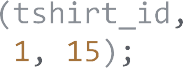 (tshirt_id,
1, 15);